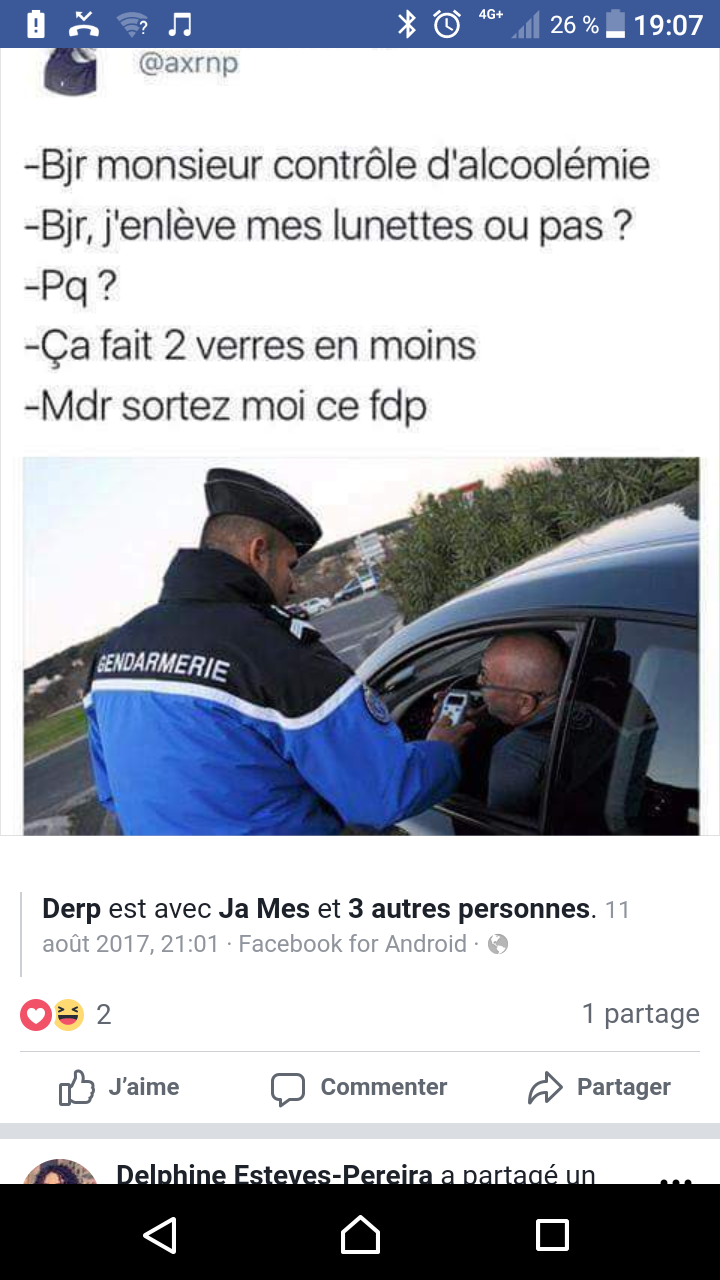 4G+ 26 % 19:07
@axrnp
-Bjr monsieur contrôle d'alcoolémie
-Bjr, j'enlève mes lunettes ou pas ?
-Pq ?
-Ça fait 2 verres en moins
-Mdr sortez moi ce fdp
GENDARMERIE
Derp est avec Ja Mes et 3 autres personnes. 11
août 2017, 21:01 · Facebook for Android ·
2 1 partage
J'aime Commenter Partager
Delphine Esteves-Pereira a partagé un